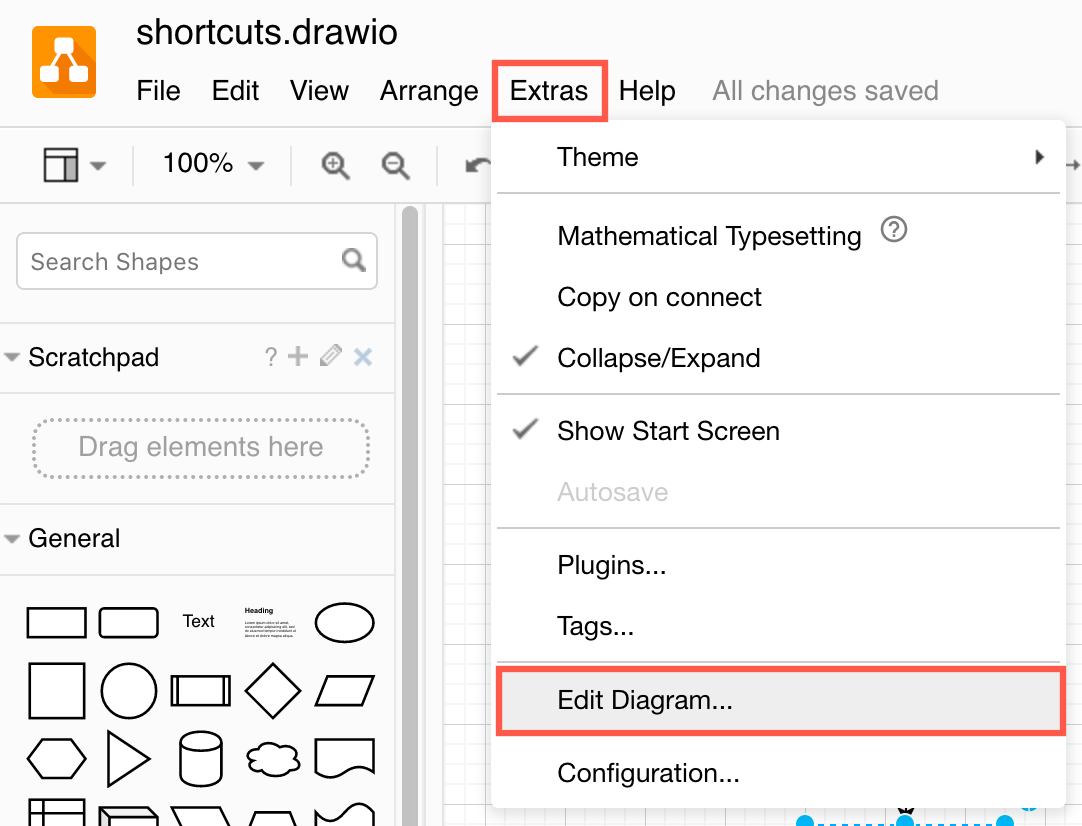 shortcuts.drawio
File Edit View Arrange Extras Help All changes saved
100%
Search Shapes
Scratchpad ?
Drag elements here
General
Text
Heading
Theme
Mathematical Typesetting ?
Copy on connect
Collapse/Expand
Show Start Screen
Autosave
Plugins...
Tags...
Edit Diagram...
Configuration...